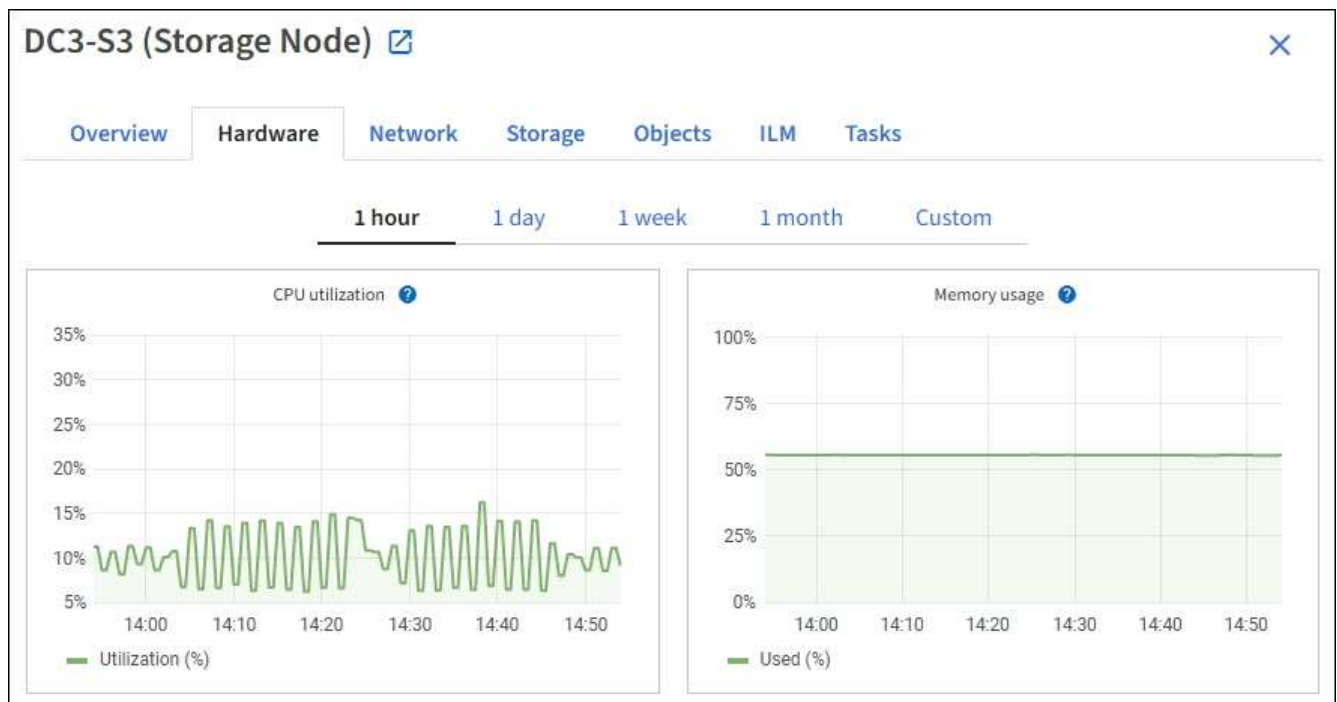 DC3-S3 (Storage Node)
Overview Hardware Network Storage Objects ILM Tasks
1 hour 1 day 1 week 1 month Custom
CPU utilization ?
35%
30%
25%
20%
15%
10%
5%
14:00 14:10 14:20 14:30 14:40 14:50
Utilization (%)
Memory usage ?
100%
75%
50%
25%
0%
14:00 14:10 14:20 14:30 14:40 14:50
Used (%)